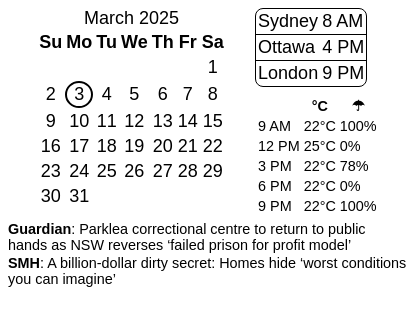 March 2025
Su Mo Tu We Th Fr Sa
1
2 3 4 5 6 7 8
9 10 11 12 13 14 15
16 17 18 19 20 21 22
23 24 25 26 27 28 29
30 31
Sydney 8 AM
Ottawa 4 PM
London 9 PM
°C ☂
9 AM 22°C 100%
12 PM 25°C 0%
3 PM 22°C 78%
6 PM 22°C 0%
9 PM 22°C 100%
Guardian: Parklea correctional centre to return to public
hands as NSW reverses ‘failed prison for profit model’
SMH: A billion-dollar dirty secret: Homes hide ‘worst conditions
you can imagine’